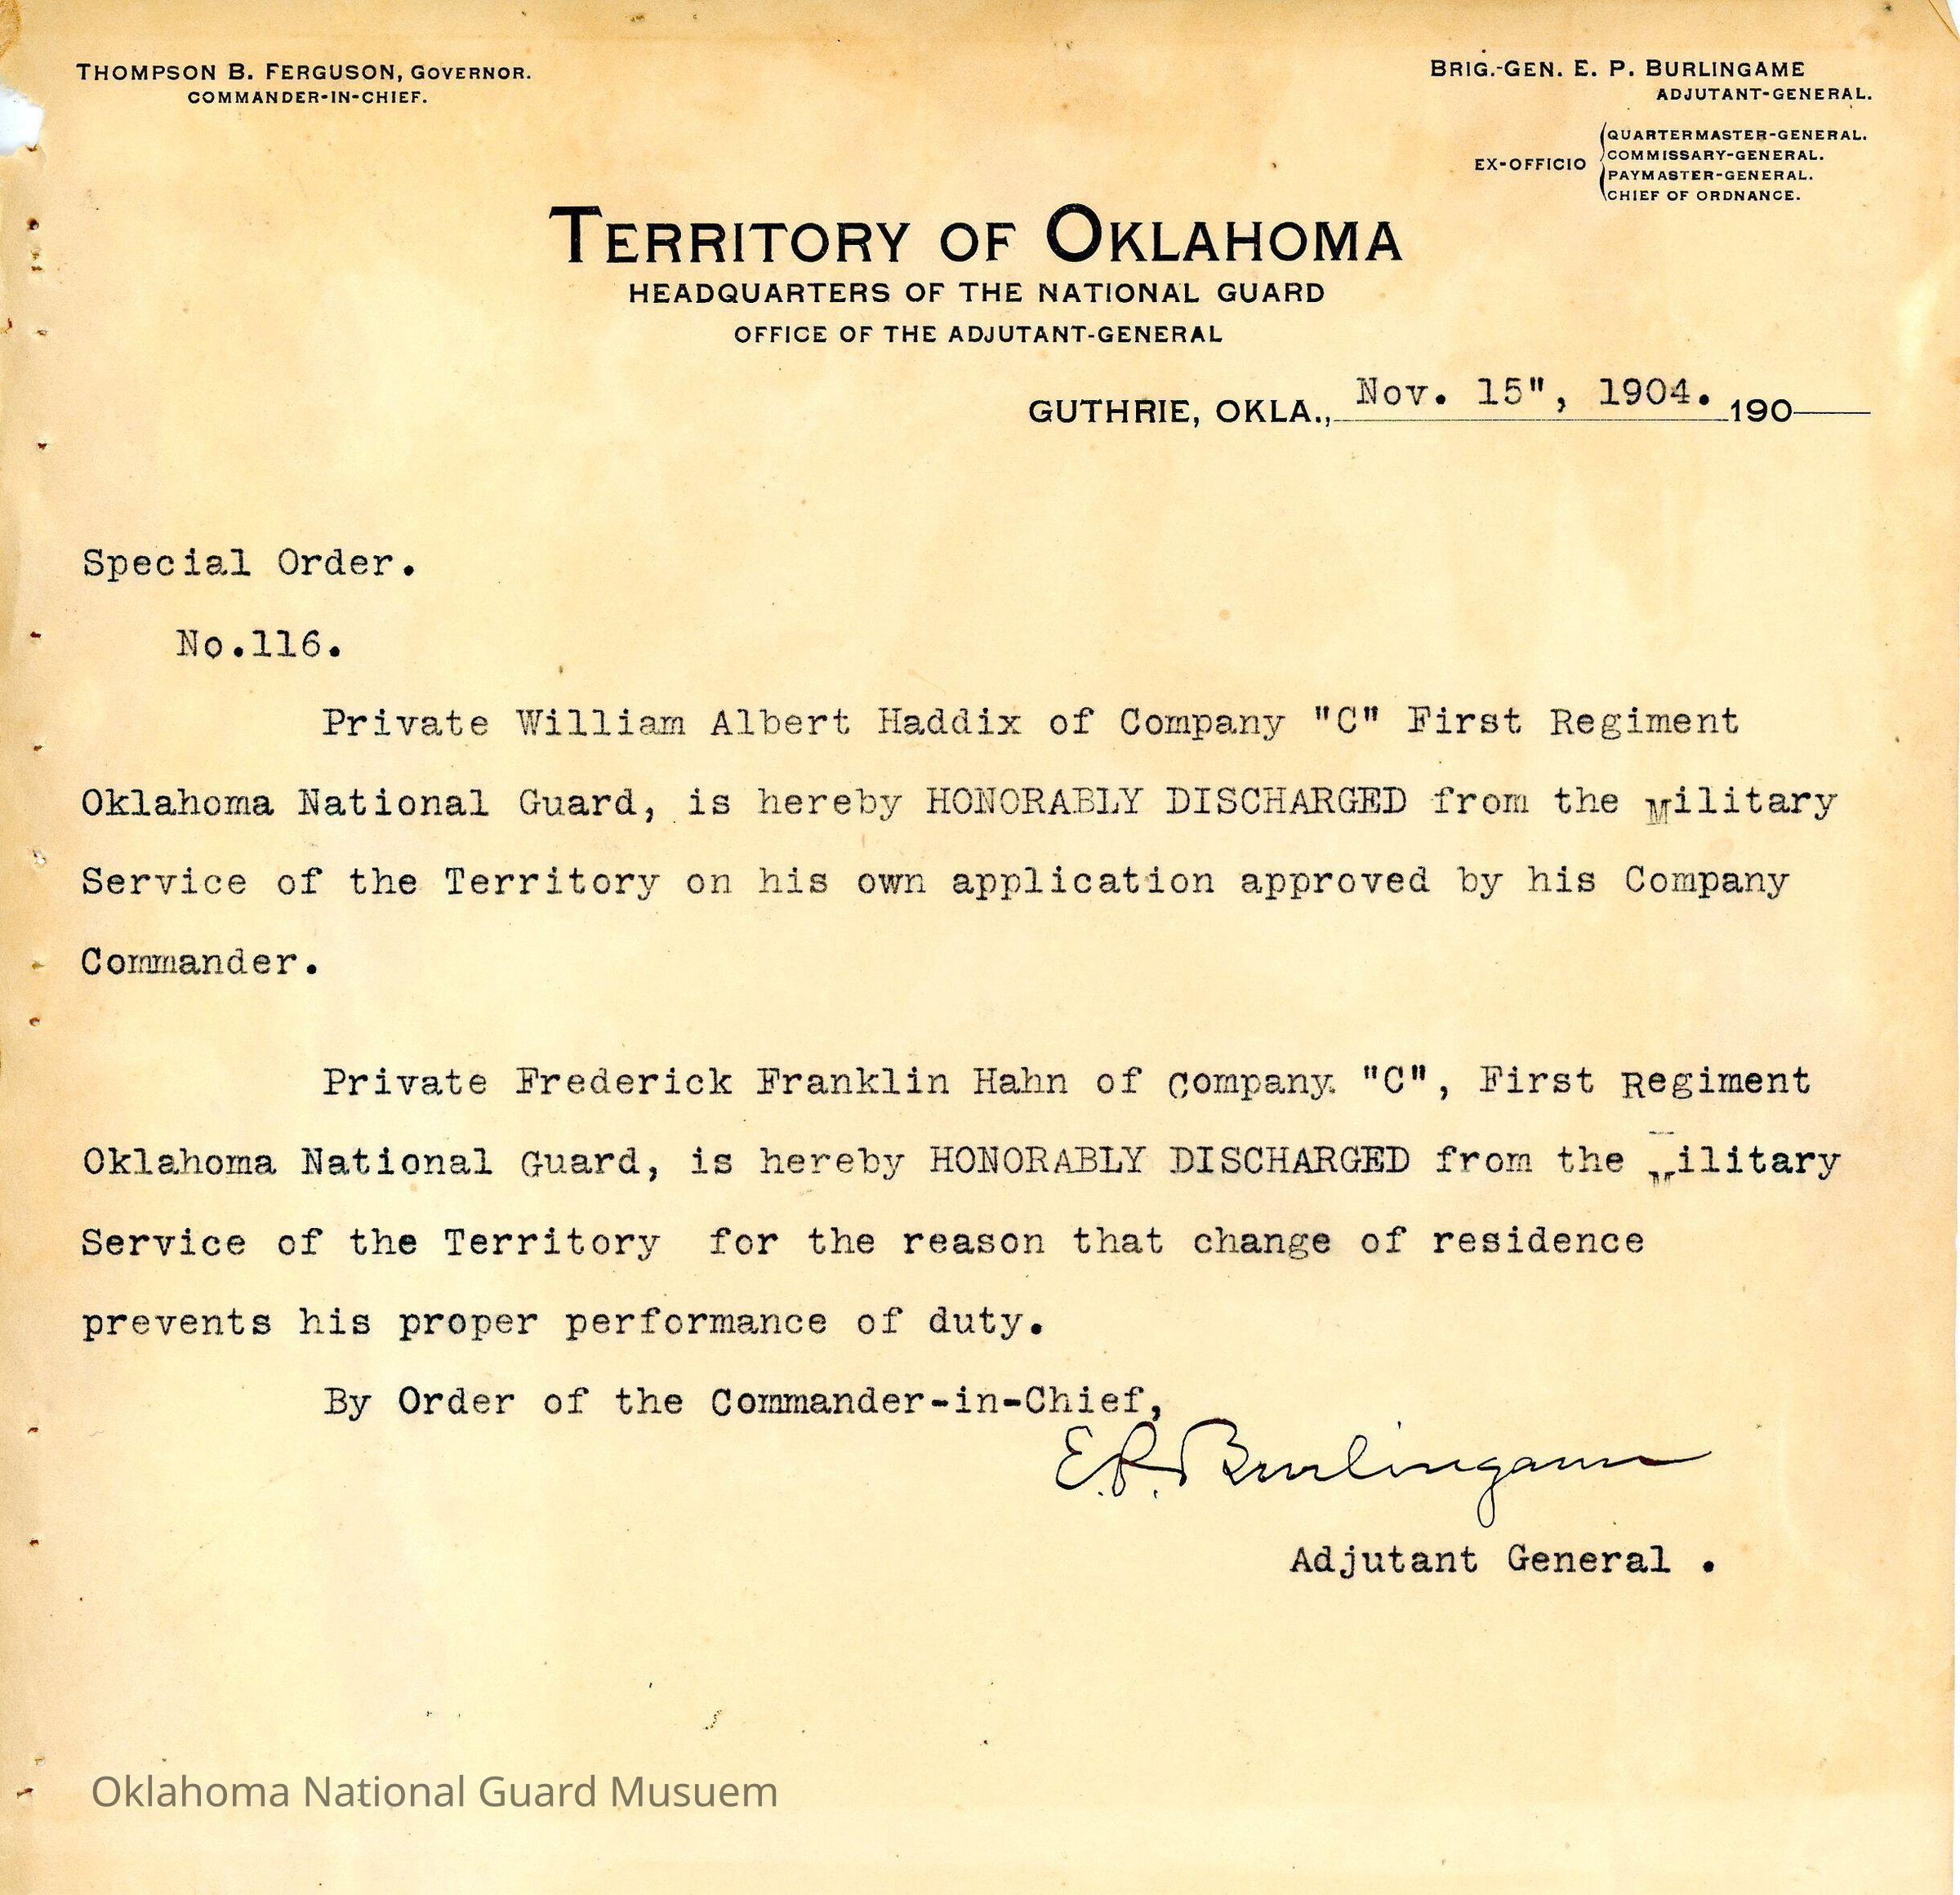 THOMPSON B. FERGUSON, GOVERNOR.
COMMANDER-IN-CHIEF.
BRIG.-GEN. E. P. BURLINGAME
ADJUTANT-GENERAL.
EX-OFFICIO
QUARTERMASTER-GENERAL.
COMMISSARY-GENERAL.
PAYMASTER-GENERAL.
CHIEF OF ORDNANCE.
TERRITORY OF OKLAHOMA
HEADQUARTERS OF THE NATIONAL GUARD
OFFICE OF THE ADJUTANT-GENERAL
GUTHRIE, OKLA., Nov. 15", 1904. 190
Special Order.
No.116.
Private William Albert Haddix of Company "C" First Regiment
Oklahoma National Guard, is hereby HONORABLY DISCHARGED from the Military
Service of the Territory on his own application approved by his Company
Commander.
Private Frederick Franklin Hahn of Company. "C", First Regiment
Oklahoma National Guard, is hereby HONORABLY DISCHARGED from the Military
Service of the Territory for the reason that change of residence
prevents his proper performance of duty.
By Order of the Commander-in-Chief,
E.P. Burlingame
Adjutant General .
Oklahoma National Guard Musuem